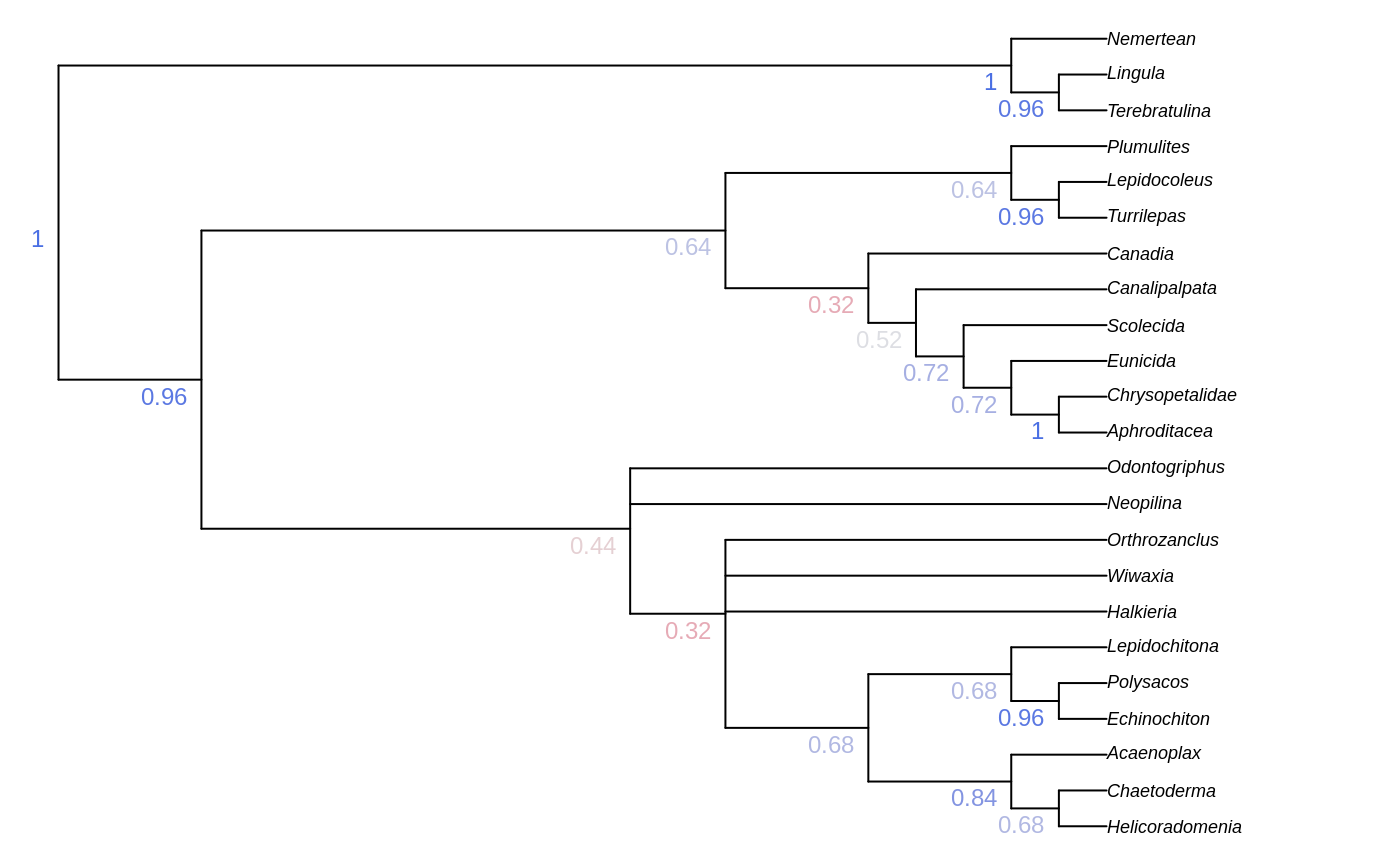 Nemertean
Lingula
1
0.96
Terebratulina
Plumulites
Lepidocoleus
0.64
0.96
Turrilepas
1
0.64
Canadia
Canalipalpata
0.32
Scolecida
0.52
Eunicida
0.72
Chrysopetalidae
0.96
0.72
1
Aphroditacea
Odontogriphus
Neopilina
Orthrozanclus
0.44
Wiwaxia
Halkieria
0.32
Lepidochitona
Polysacos
0.68
0.96
Echinochiton
0.68
Acaenoplax
Chaetoderma
0.84
0.68
Helicoradomenia